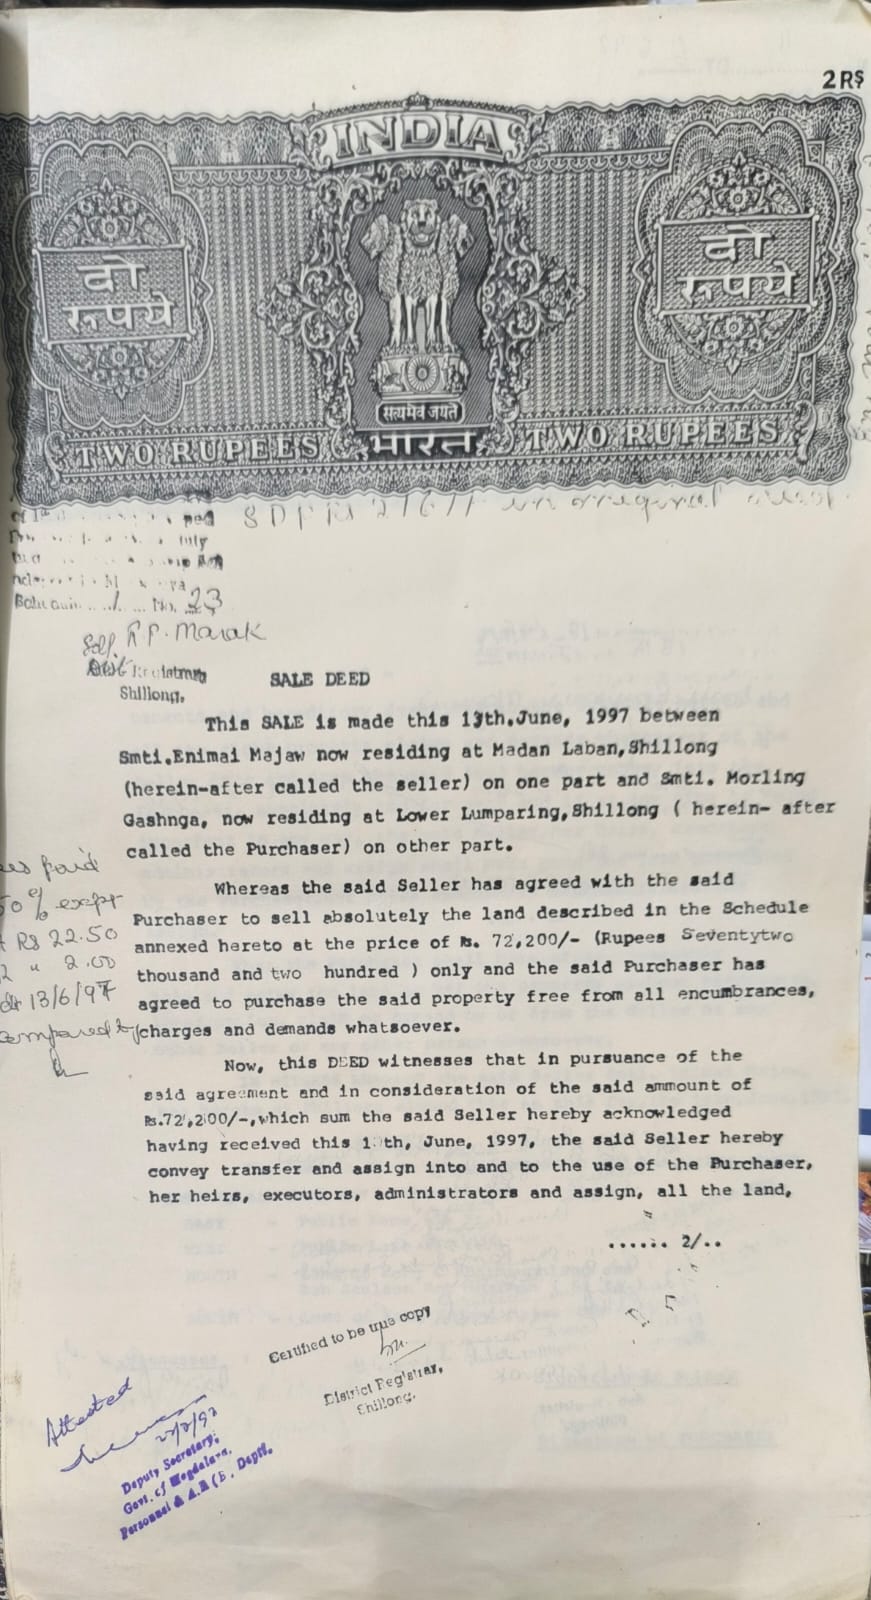 2RS
INDIA
दो
रूपये
दो
रूपये
सत्यमेव जयते
TWO RUPEES भारत TWO RUPEES
No. 23
R P. Marak
Shillong.
SALE DEED
This SALE is made this 13th.June, 1997 between
Smti.Enimai Majaw now residing at Madan Laban,Shillong
(herein-after called the seller) on one part and Smti. Morling
Gashnga, now residing at Lower Lumparing,Shillong ( herein- after
called the Purchaser) on other part.
Whereas the said Seller has agreed with the said
Purchaser to sell absolutely the land described in the Schedule
annexed hereto at the price of Rs. 72,200/- (Rupees Seventytwo
thousand and two hundred ) only and the said Purchaser has
agreed to purchase the said property free from all encumbrances,
charges and demands whatsoever.
paid
50% exept
Rs 22.50
2 " 2.00
dt 13/6/97
compared by
Now, this DEED witnesses that in pursuance of the
said agreement and in consideration of the said ammount of
Rs.72,200/-,which sum the said Seller hereby acknowledged
having received this 1 th, June, 1997, the said Seller hereby
convey transfer and assign into and to the use of the Purchaser,
her heirs, executors, administrators and assign, all the land,
...... 2/..
Certified to be true copy
District Registrar,
Shillong.
Attested
Deputy Secretary,
Govt. of Meghalaya,
Personnel & A.R (B. Deptt.